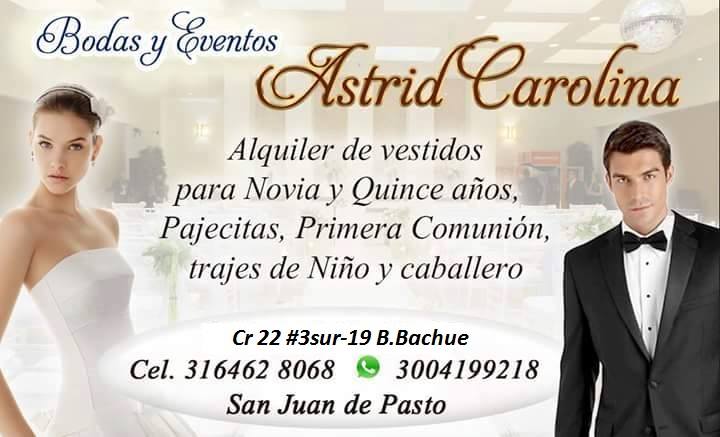 Bodas y Eventos
Astrid Carolina
Alquiler de vestidos
para Novia y Quince años,
Pajecitas, Primera Comunión,
trajes de Niño y caballero
Cr 22 #3sur-19 B.Bachue
Cel. 316462 8068 3004199218
San Juan de Pasto